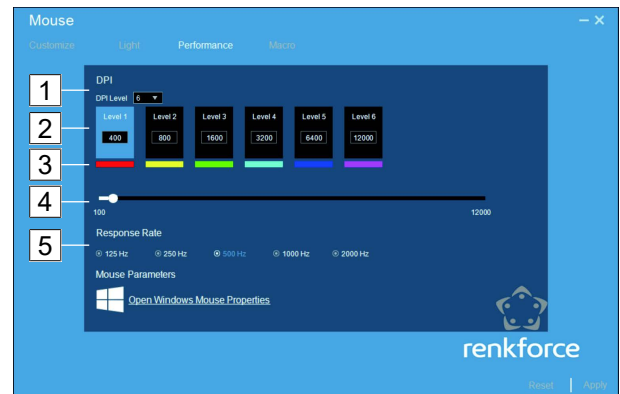 Mouse
Customize Light Performance Macro
DPI
1
DPI Level 6
2
Level 1 Level 2 Level 3 Level 4 Level 5 Level 6
400 800 1600 3200 6400 12000
3
4
100 12000
Response Rate
5
125 Hz 250 Hz 500 Hz 1000 Hz 2000 Hz
Mouse Parameters
Open Windows Mouse Properties
renkforce
Reset Apply